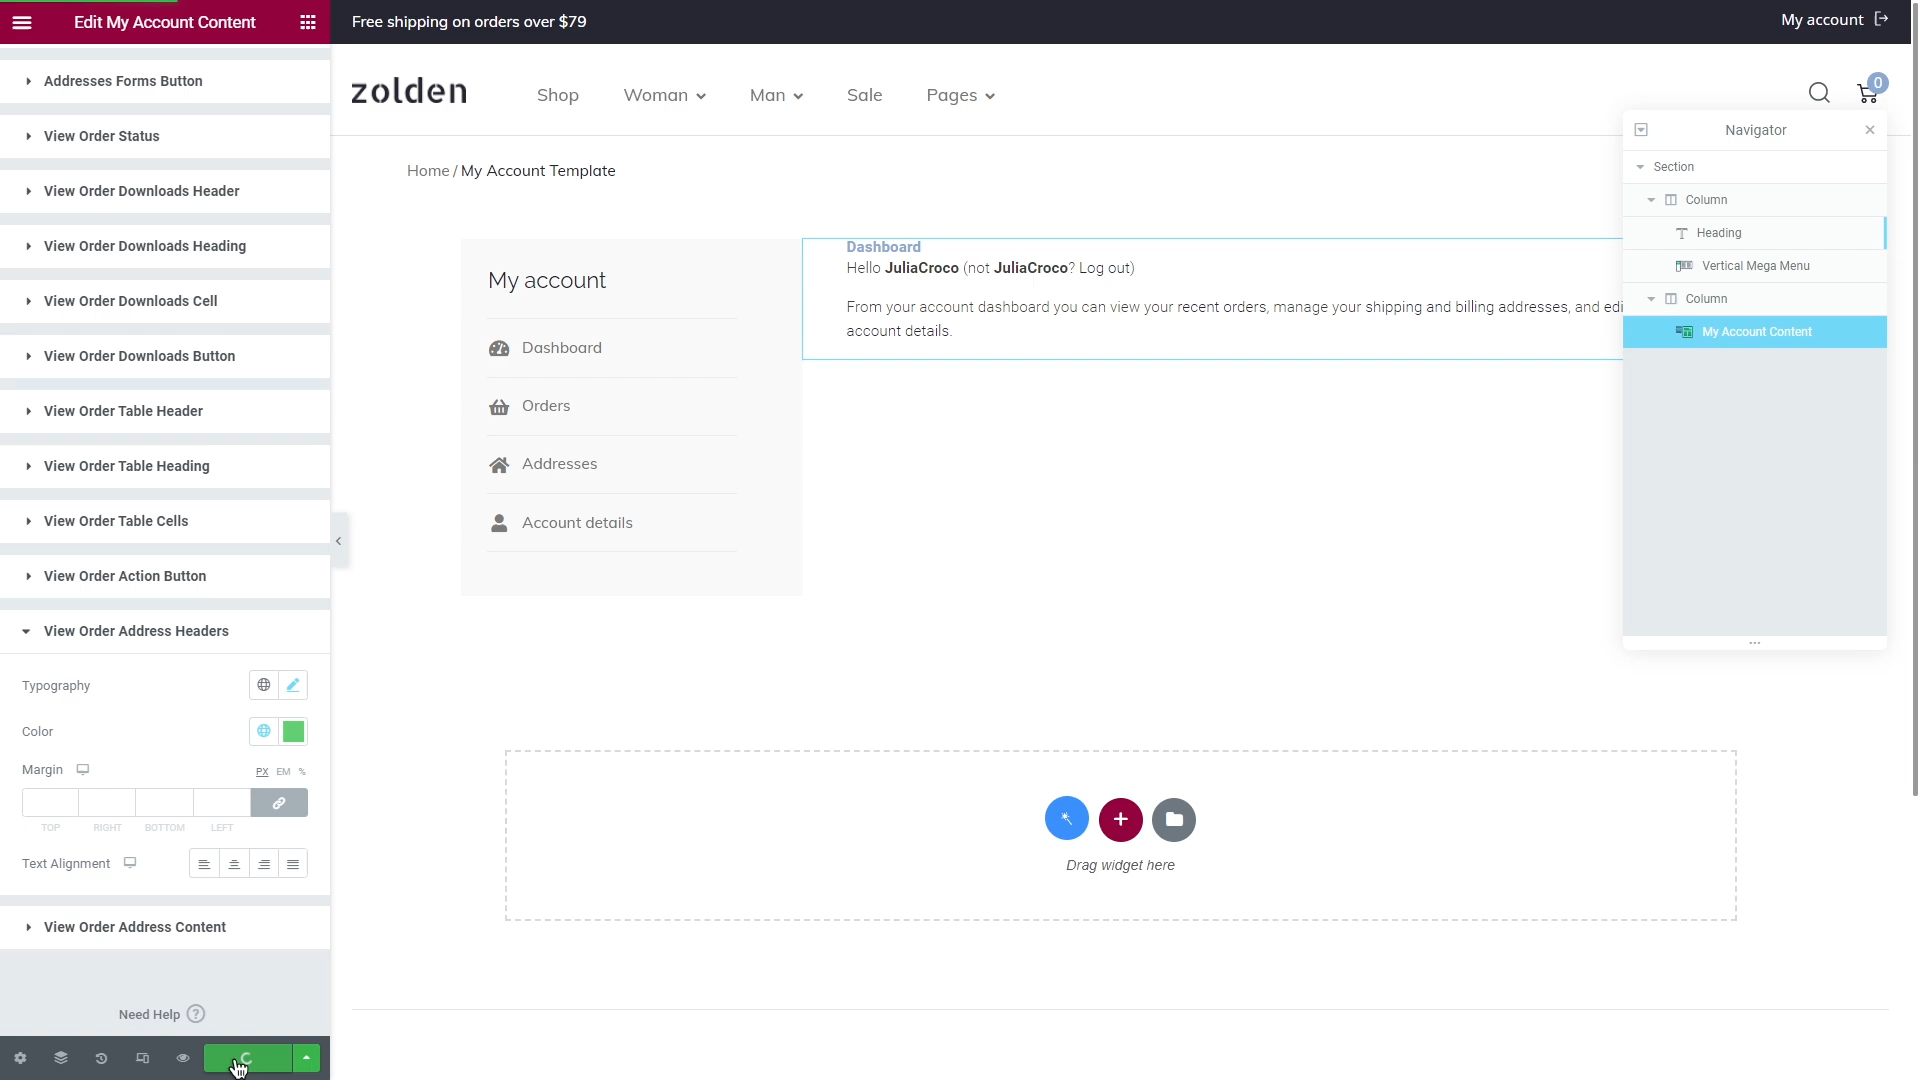 Edit My Account Content
Addresses Forms Button
View Order Status
View Order Downloads Header
View Order Downloads Heading
View Order Downloads Cell
View Order Downloads Button
View Order Table Header
View Order Table Heading
View Order Table Cells
View Order Action Button
View Order Address Headers
Typography
Color
Margin
PX EM %
TOP RIGHT BOTTOM LEFT
Text Alignment
View Order Address Content
Need Help ?
Free shipping on orders over $79
My account
zolden
Shop Woman Man Sale Pages
0
Home / My Account Template
My account
Dashboard
Orders
Addresses
Account details
Dashboard
Hello JuliaCroco (not JuliaCroco? Log out)
From your account dashboard you can view your recent orders, manage your shipping and billing addresses, and edi
account details.
Drag widget here
Navigator
Section
Column
Heading
Vertical Mega Menu
Column
My Account Content